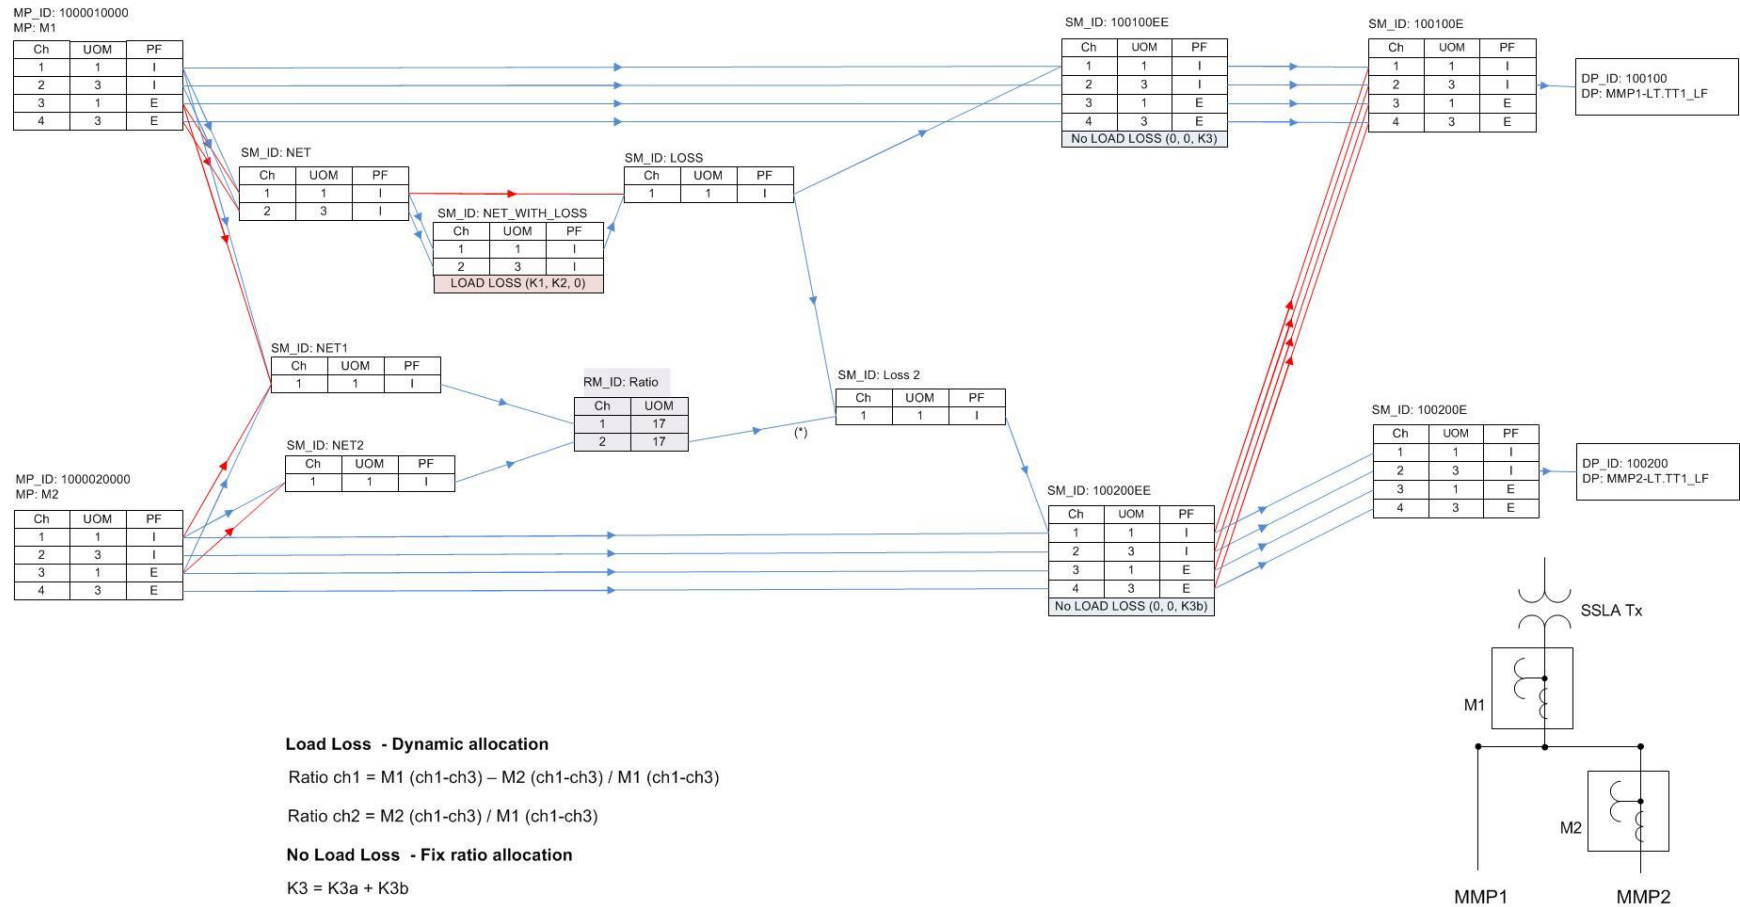 MP_ID: 1000010000
MP: M1
Ch UOM PF
1 1 I
2 3 I
3 1 E
4 3 E
SM_ID: 100100EE
Ch UOM PF
1 1 I
2 3 I
3 1 E
4 3 E
No LOAD LOSS (0, 0, K3)
SM_ID: 100100E
Ch UOM PF
1 1 I
2 3 I
3 1 E
4 3 E
DP_ID: 100100
DP: MMP1-LT.TT1_LF
SM_ID: NET
Ch UOM PF
1 1 I
2 3 I
SM_ID: LOSS
Ch UOM PF
1 1 I
SM_ID: NET_WITH_LOSS
Ch UOM PF
1 1 I
2 3 I
LOAD LOSS (K1, K2, 0)
SM_ID: NET1
Ch UOM PF
1 1 I
RM_ID: Ratio
Ch UOM
1 17
2 17
(*)
SM_ID: Loss 2
Ch UOM PF
1 1 I
SM_ID: NET2
Ch UOM PF
1 1 I
MP_ID: 1000020000
MP: M2
Ch UOM PF
1 1 I
2 3 I
3 1 E
4 3 E
SM_ID: 100200EE
Ch UOM PF
1 1 I
2 3 I
3 1 E
4 3 E
No LOAD LOSS (0, 0, K3b)
SM_ID: 100200E
Ch UOM PF
1 1 I
2 3 I
3 1 E
4 3 E
DP_ID: 100200
DP: MMP2-LT.TT1_LF
SSLA Tx
M1
M2
MMP1 MMP2
Load Loss - Dynamic allocation
Ratio ch1 = M1 (ch1-ch3) – M2 (ch1-ch3) / M1 (ch1-ch3)
Ratio ch2 = M2 (ch1-ch3) / M1 (ch1-ch3)
No Load Loss - Fix ratio allocation
K3 = K3a + K3b